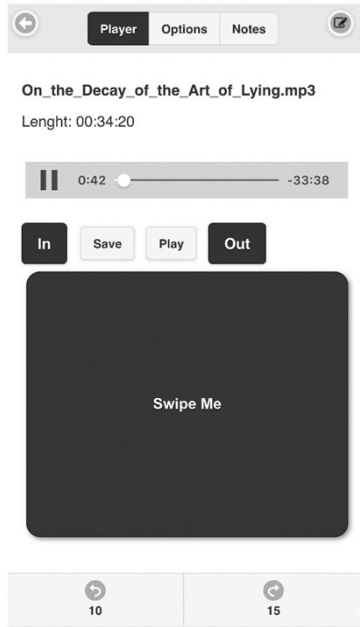 Player Options Notes
On_the_Decay_of_the_Art_of_Lying.mp3
Lenght: 00:34:20
0:42 -33:38
In Save Play Out
Swipe Me
10 15